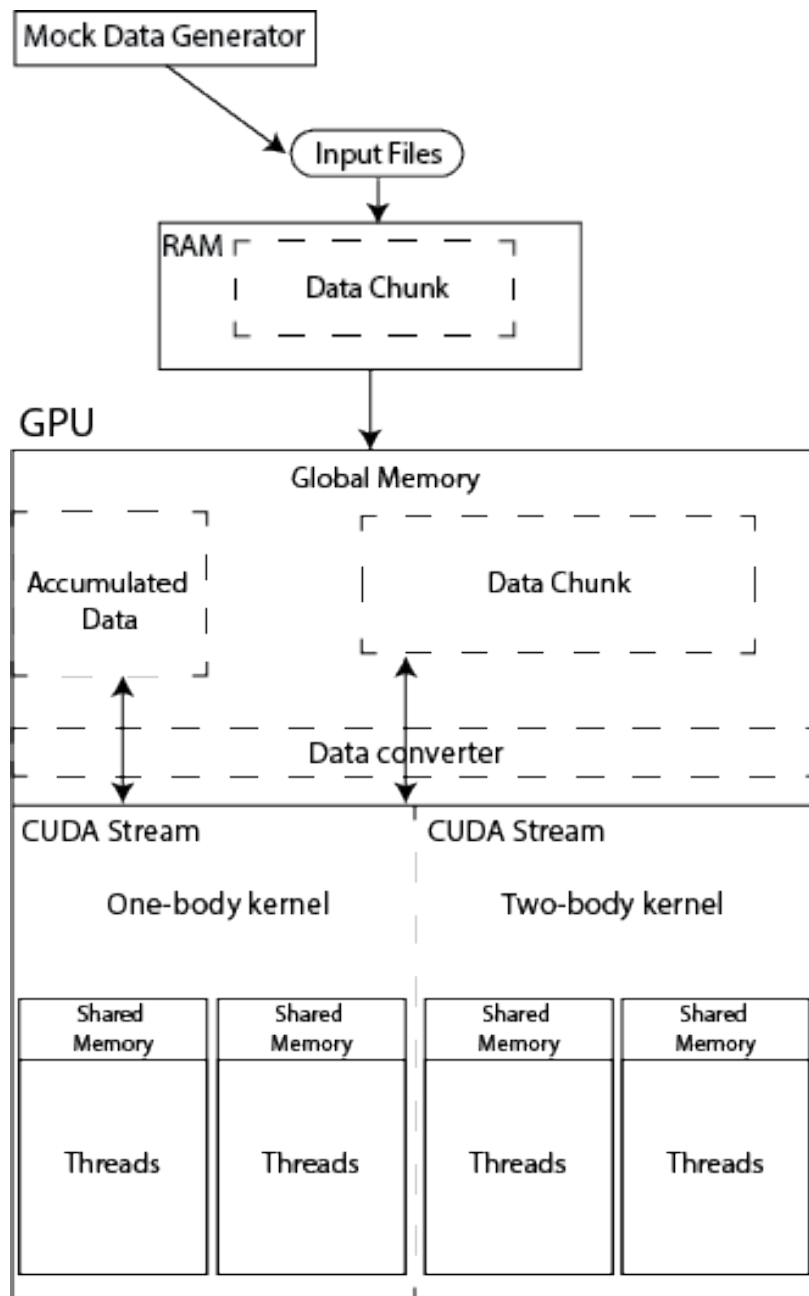 Mock Data Generator
Input Files
RAM
Data Chunk
GPU
Global Memory
Accumulated
Data
Data Chunk
Data converter
CUDA Stream
CUDA Stream
One-body kernel
Two-body kernel
Shared
Memory
Shared
Memory
Shared
Memory
Shared
Memory
Threads
Threads
Threads
Threads